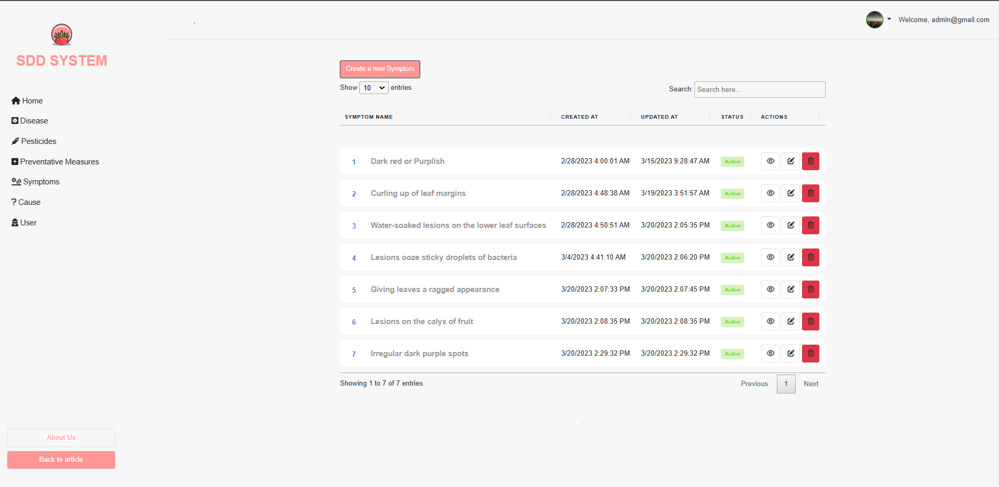 Welcome, admin@gmail.com
SDD SYSTEM
Home
Disease
Pesticides
Preventative Measures
Symptoms
? Cause
User
About Us
Back to article
Create a new Symptom
Show 10 entries
Search: Search here...
SYMPTOM NAME CREATED AT UPDATED AT STATUS ACTIONS
1 Dark red or Purplish 2/28/2023 4:00:01 AM 3/15/2023 9:28:47 AM Active
2 Curling up of leaf margins 2/28/2023 4:48:38 AM 3/19/2023 3:51:57 AM Active
3 Water-soaked lesions on the lower leaf surfaces 2/28/2023 4:50:51 AM 3/20/2023 2:05:35 PM Active
4 Lesions ooze sticky droplets of bacteria 3/4/2023 4:41:10 AM 3/20/2023 2:06:20 PM Active
5 Giving leaves a ragged appearance 3/20/2023 2:07:33 PM 3/20/2023 2:07:45 PM Active
6 Lesions on the calyx of fruit 3/20/2023 2:08:35 PM 3/20/2023 2:08:35 PM Active
7 Irregular dark purple spots 3/20/2023 2:29:32 PM 3/20/2023 2:29:32 PM Active
Showing 1 to 7 of 7 entries
Previous 1 Next